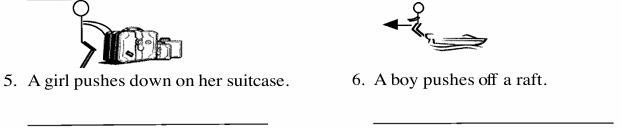 5. A girl pushes down on her suitcase.
6. A boy pushes off a raft.